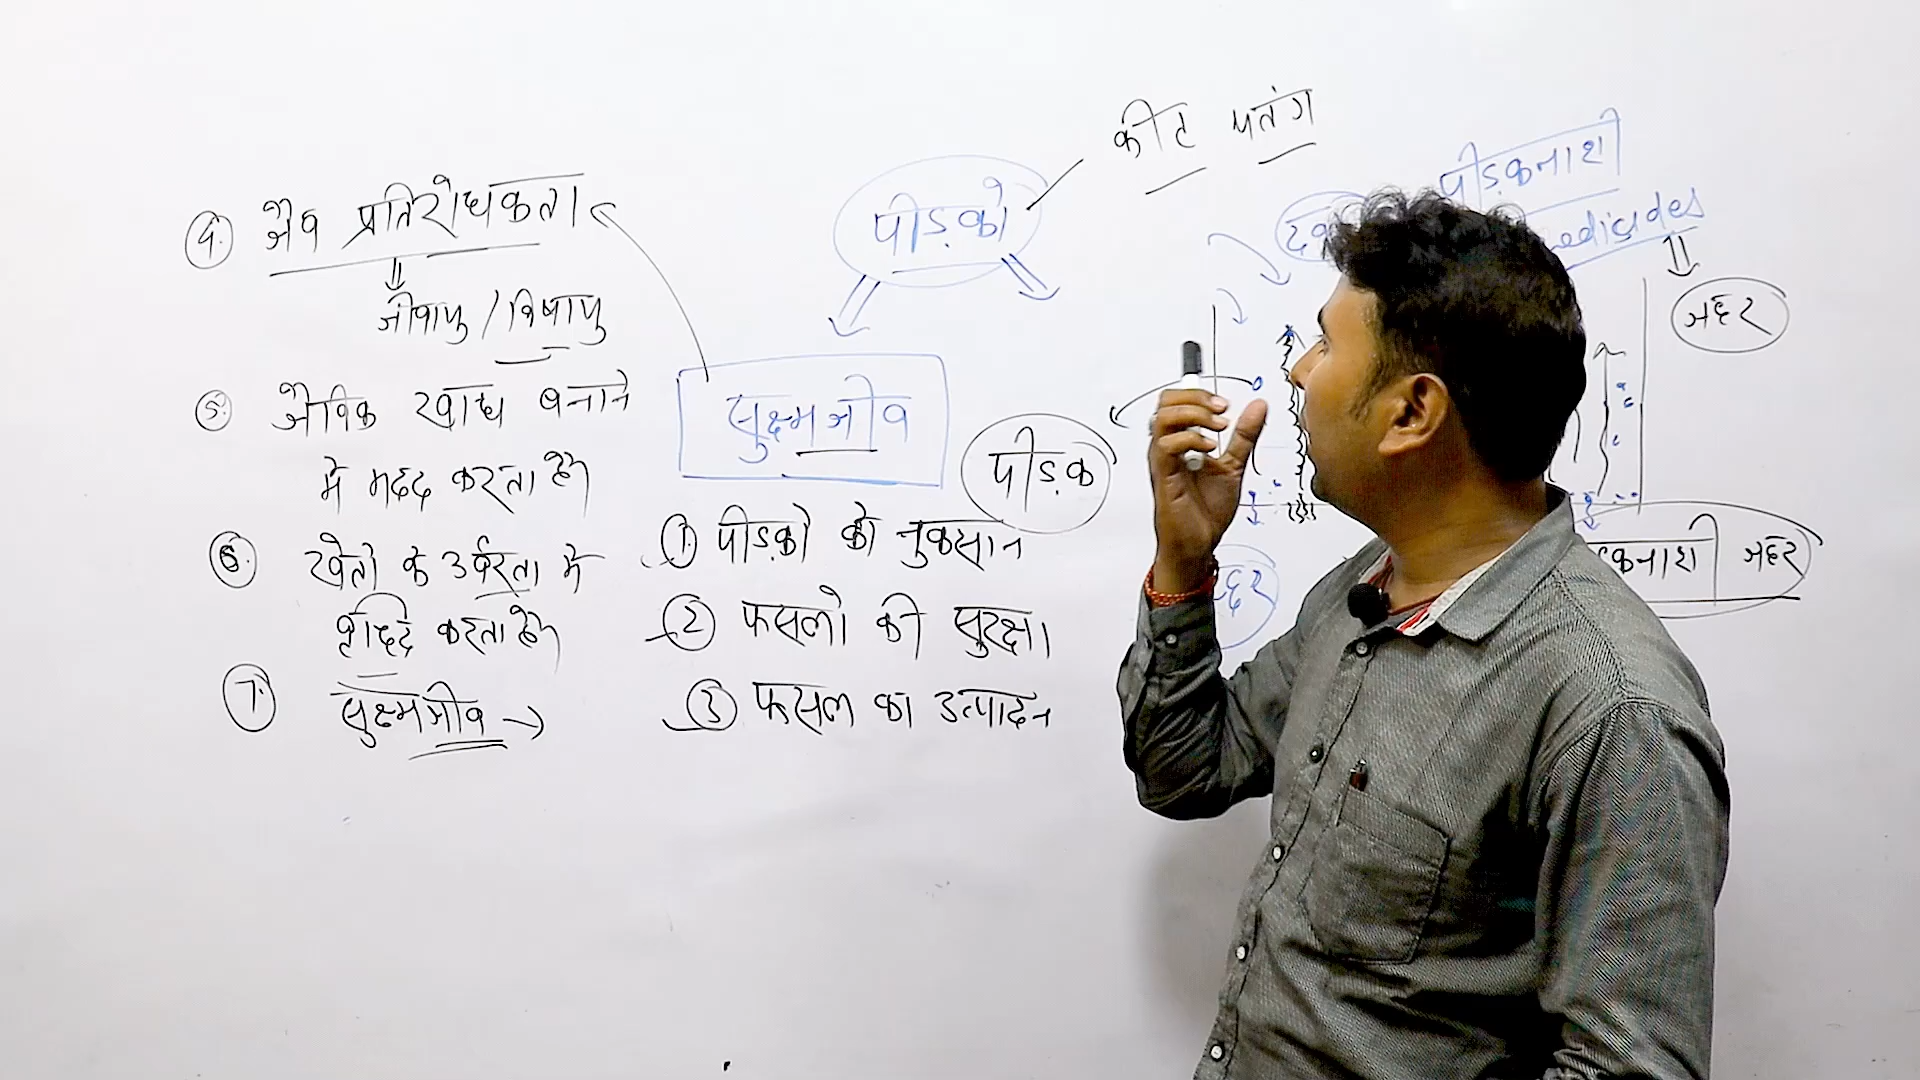 4. जैव प्रतिरोधकता
जीवाणु / विषाणु
5. जैविक खाद्य बनाने
में मदद करता है
6. खेतो के उर्वरता में
वृद्धि करता है
7. सुक्ष्मजीव →
पीड़को
सुक्ष्मजीव
1. पीड़को को नुकसान
2 फसलो की सुरक्षा
3 फसल का उत्पादन
कीट पतंग
पीड़क
पीड़कनाशी
जहर
कनाशी जहर